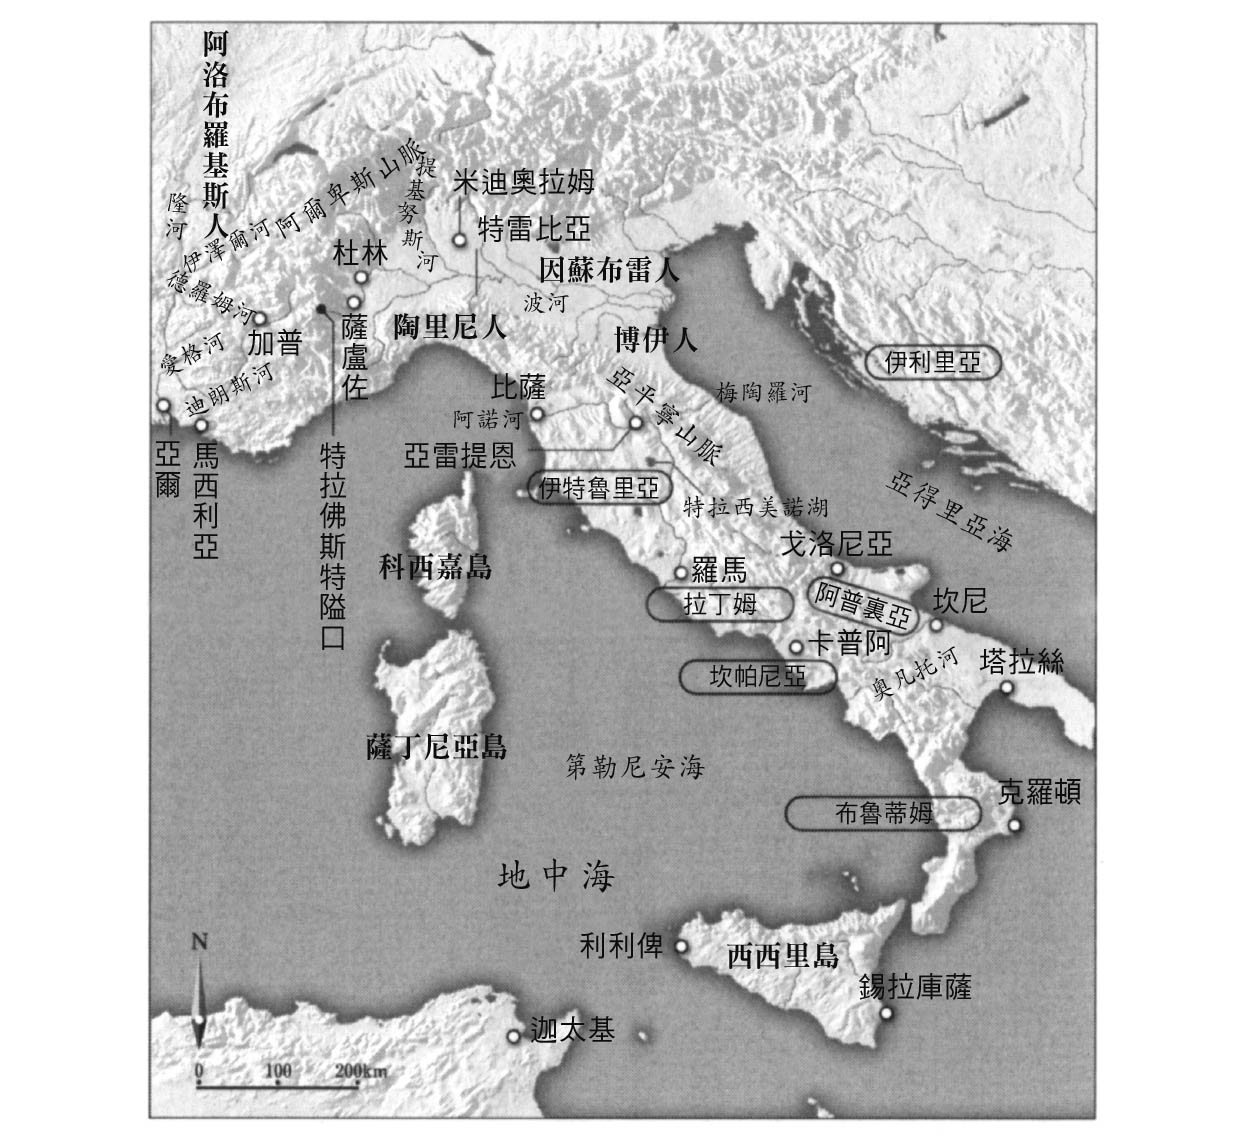 阿洛布羅基斯人
阿爾卑斯山脈
提基努斯河
米迪奧拉姆
隆河
伊澤爾河
特雷比亞
杜林
因蘇布雷人
德羅姆河
波河
加普
薩盧佐
陶里尼人
博伊人
愛格河
伊利里亞
迪朗斯河
比薩
亞平寧山脈
梅陶羅河
阿諾河
亞爾
馬西利亞
特拉佛斯特隘口
亞雷提恩
伊特魯里亞
特拉西美諾湖
亞得里亞海
戈洛尼亞
科西嘉島
羅馬
拉丁姆
阿普裏亞
坎尼
卡普阿
坎帕尼亞
奧凡托河
塔拉絲
薩丁尼亞島
第勒尼安海
克羅頓
布魯蒂姆
地中海
利利俾
西西里島
錫拉庫薩
迦太基
N
0 100 200km